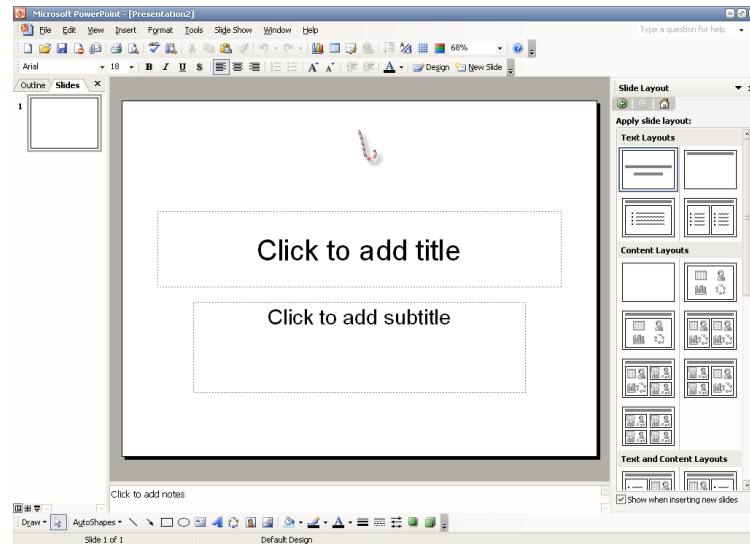 Microsoft PowerPoint - [Presentation2]
File Edit View Insert Format Tools Slide Show Window Help
Type a question for help
68%
Arial
18
B I U S
Design
New Slide
Outline Slides
Slide Layout
1
Apply slide layout:
Text Layouts
Click to add title
Content Layouts
Click to add subtitle
Text and Content Layouts
Click to add notes
Show when inserting new slides
Draw
AutoShapes
Slide 1 of 1
Default Design